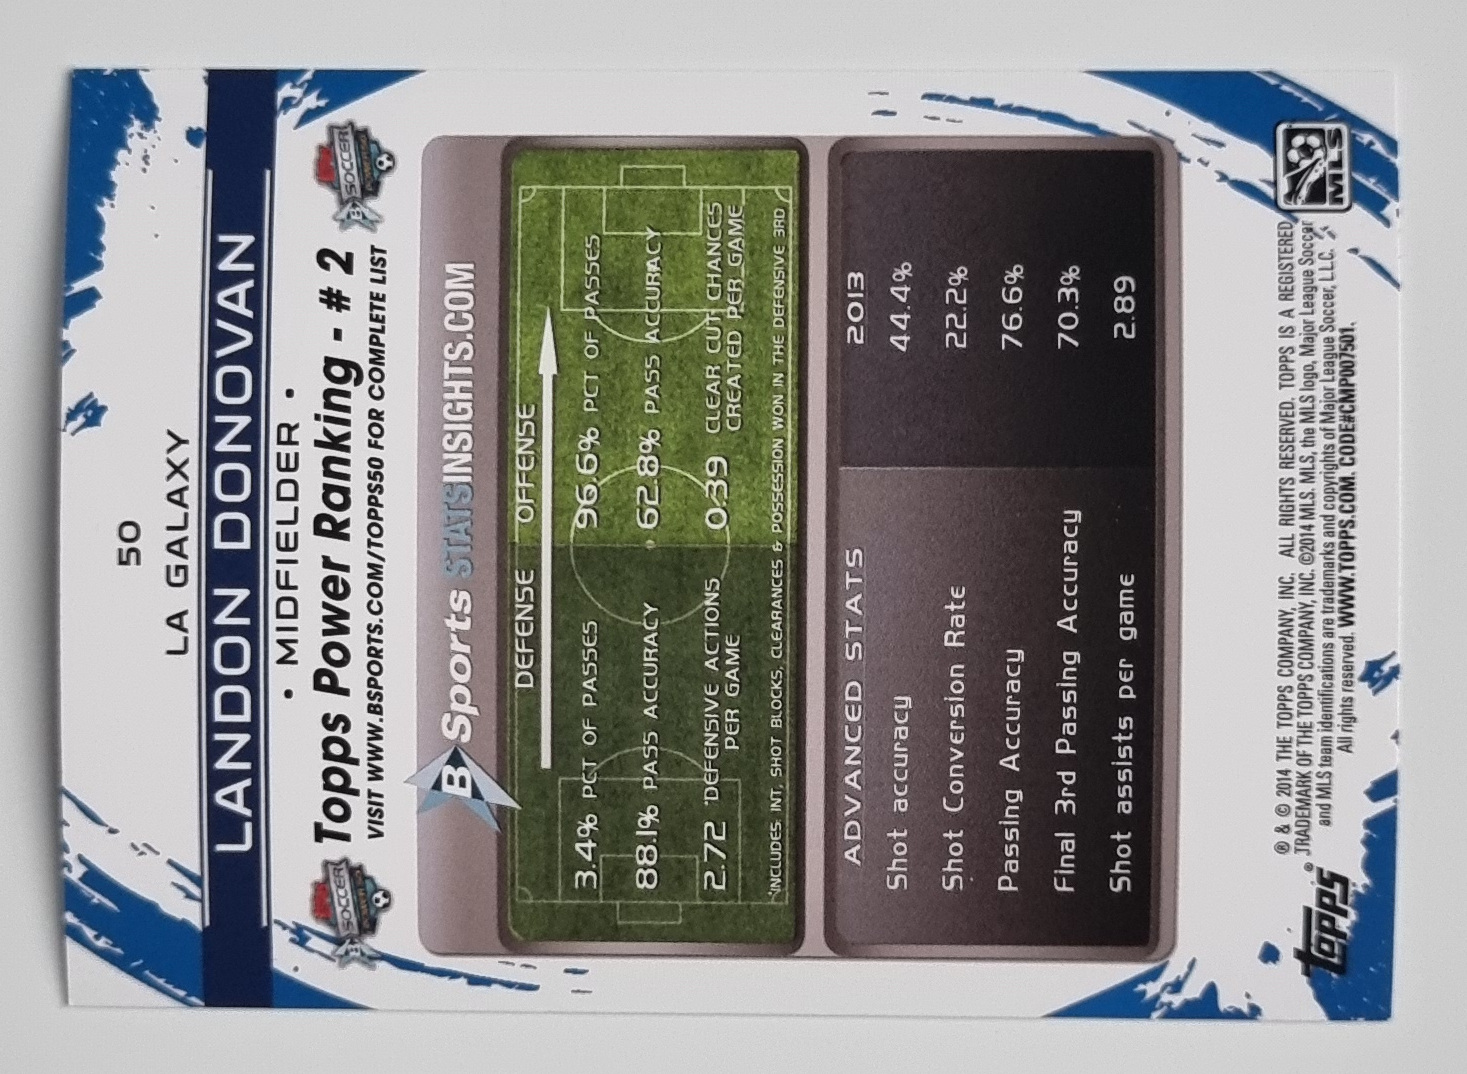 50
LA GALAXY
LANDON DONOVAN
• MIDFIELDER •
Topps Power Ranking - # 2
VISIT WWW.BSPORTS.COM/TOPPS50 FOR COMPLETE LIST
SOCCER
SOCCER
B Sports STATSINSIGHTS.COM
DEFENSE OFFENSE
3.4% PCT OF PASSES 96.6% PCT OF PASSES
88.1% PASS ACCURACY 62.8% PASS ACCURACY
2.72 *DEFENSIVE ACTIONS PER GAME 0.39 CLEAR CUT CHANCES CREATED PER GAME
*INCLUDES: INT, SHOT BLOCKS, CLEARANCES & POSSESSION WON IN THE DEFENSIVE 3RD
ADVANCED STATS 2013
Shot accuracy 44.4%
Shot Conversion Rate 22.2%
Passing Accuracy 76.6%
Final 3rd Passing Accuracy 70.3%
Shot assists per game 2.89
Topps®
® & © 2014 THE TOPPS COMPANY, INC. ALL RIGHTS RESERVED. TOPPS IS A REGISTERED
TRADEMARK OF THE TOPPS COMPANY, INC. ©2014 MLS. MLS, the MLS logo, Major League Soccer
and MLS team identifications are trademarks and copyrights of Major League Soccer, LLC.
All rights reserved. WWW.TOPPS.COM. CODE#CMP007501.
MLS